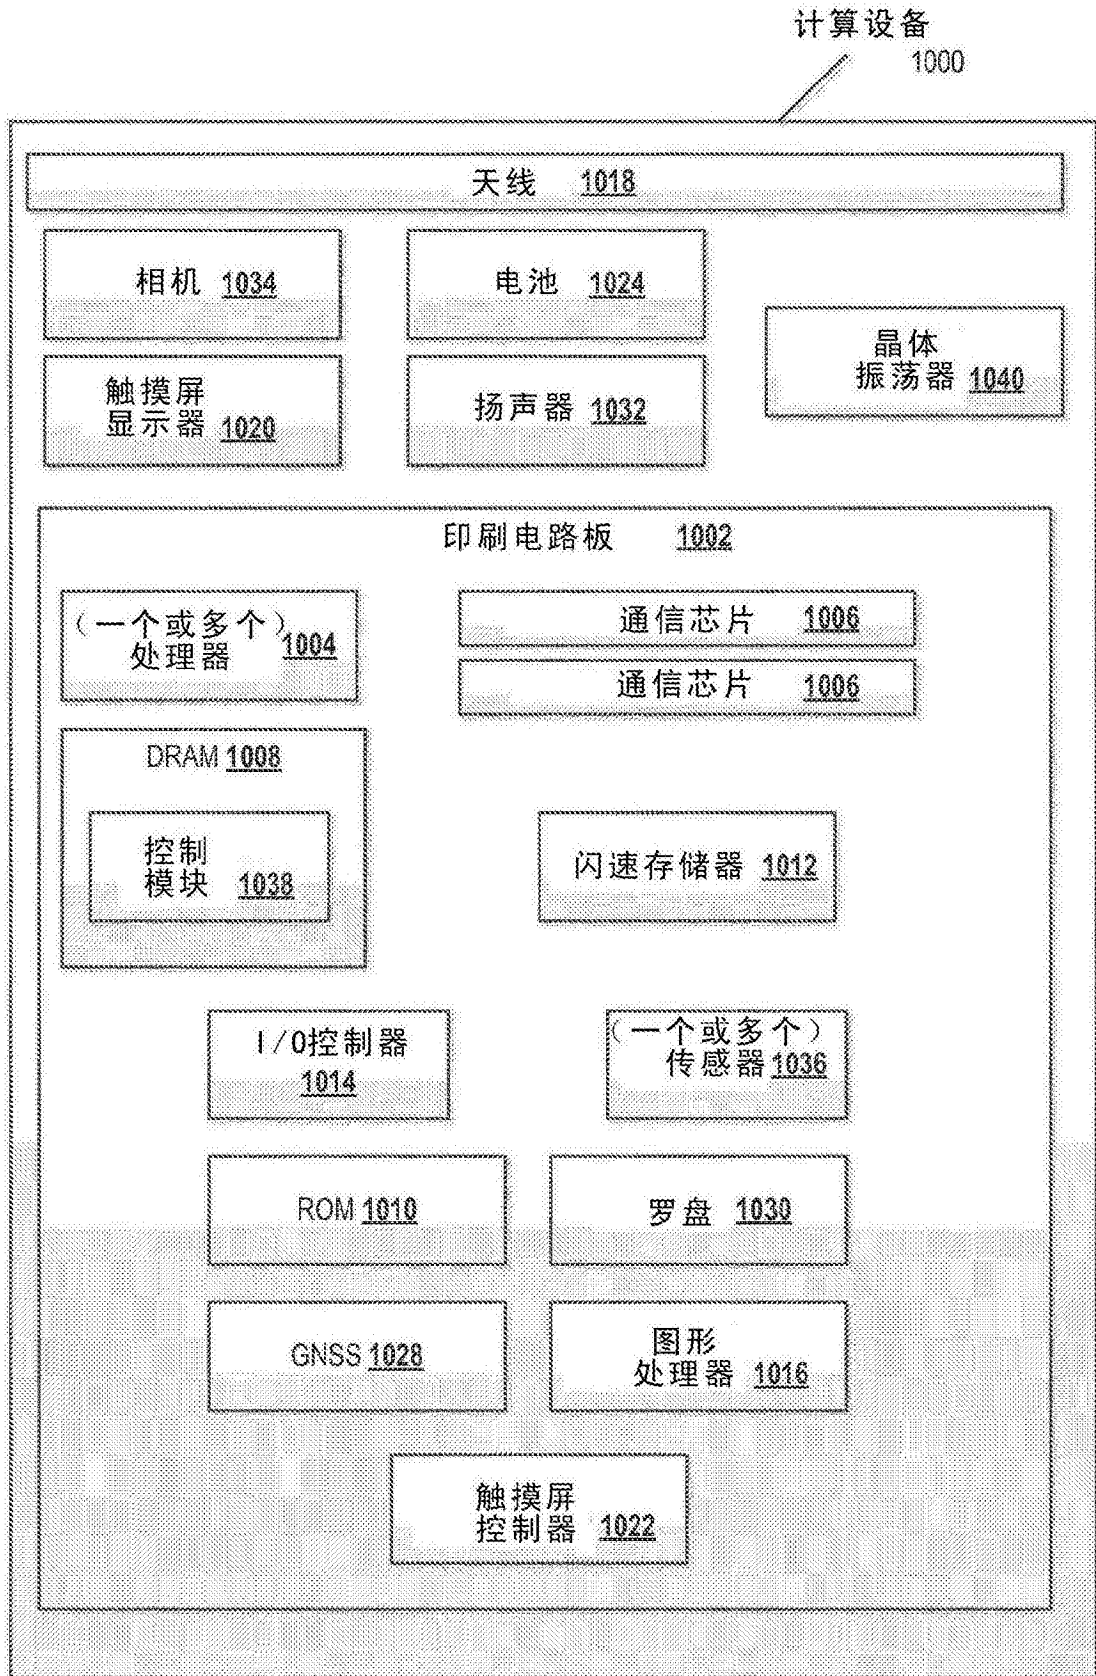 计算设备
1000
天线 1018
相机 1034
电池 1024
晶体
振荡器 1040
触摸屏
显示器 1020
扬声器 1032
印刷电路板 1002
（一个或多个）
处理器 1004
通信芯片 1006
通信芯片 1006
DRAM 1008
控制
模块 1038
闪速存储器 1012
I/O控制器
1014
（一个或多个）
传感器 1036
ROM 1010
罗盘 1030
GNSS 1028
图形
处理器 1016
触摸屏
控制器 1022